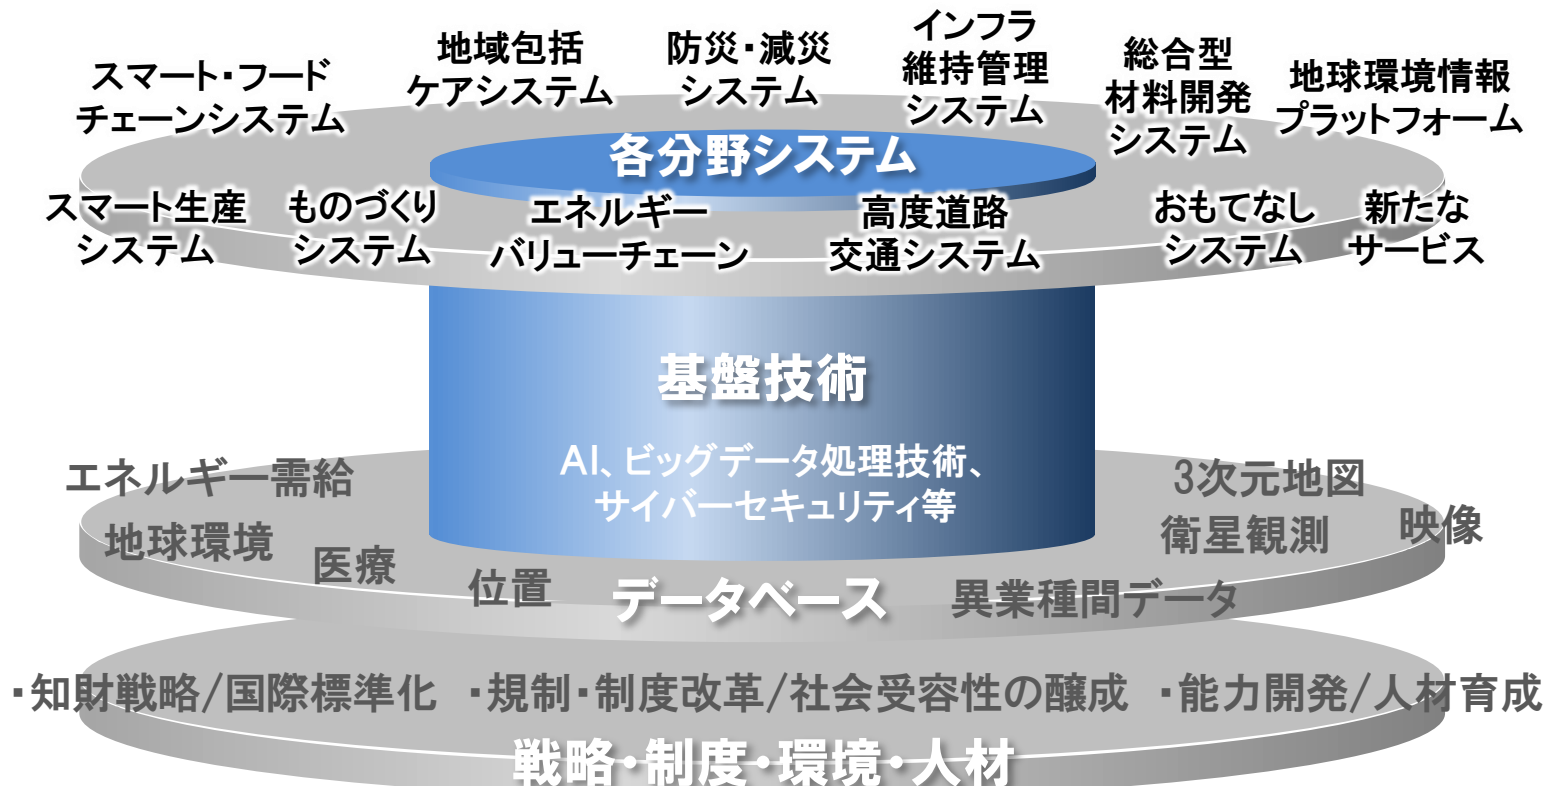 スマート・フード
チェーンシステム
地域包括
ケアシステム
防災・減災
システム
インフラ
維持管理
システム
総合型
材料開発
システム
地球環境情報
プラットフォーム
各分野システム
スマート生産
システム
ものづくり
システム
エネルギー
バリューチェーン
高度道路
交通システム
おもてなし
システム
新たな
サービス
基盤技術
AI、ビッグデータ処理技術、
サイバーセキュリティ等
エネルギー需給
地球環境
医療
位置
データベース
異業種間データ
3次元地図
衛星観測
映像
・知財戦略/国際標準化 ・規制・制度改革/社会受容性の醸成 ・能力開発/人材育成
戦略・制度・環境・人材